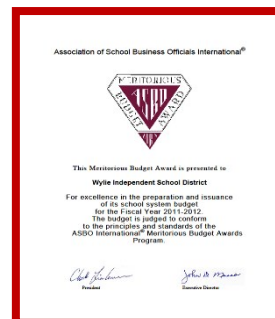 Association of School Business Officials International®
MERITORIOUS
BUDGET
ASBO
AWARD
This Meritorious Budget Award is presented to
Wylie Independent School District
For excellence in the preparation and issuance
of its school system budget
for the Fiscal Year 2011-2012.
The budget is judged to conform
to the principles and standards of the
ASBO International® Meritorious Budget Awards
Program.
President
Executive Director